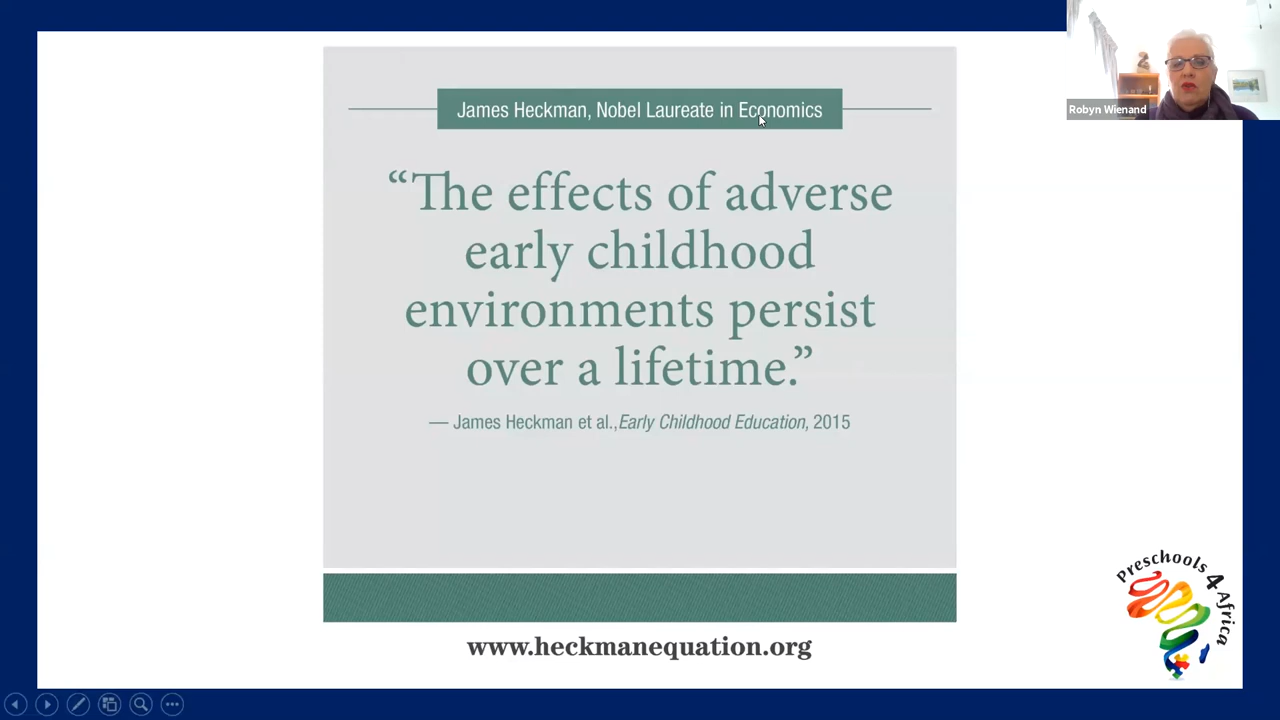 James Heckman, Nobel Laureate in Economics
“The effects of adverse
early childhood
environments persist
over a lifetime.”
— James Heckman et al.,Early Childhood Education, 2015
www.heckmanequation.org
Robyn Wienand
Preschools 4 Africa